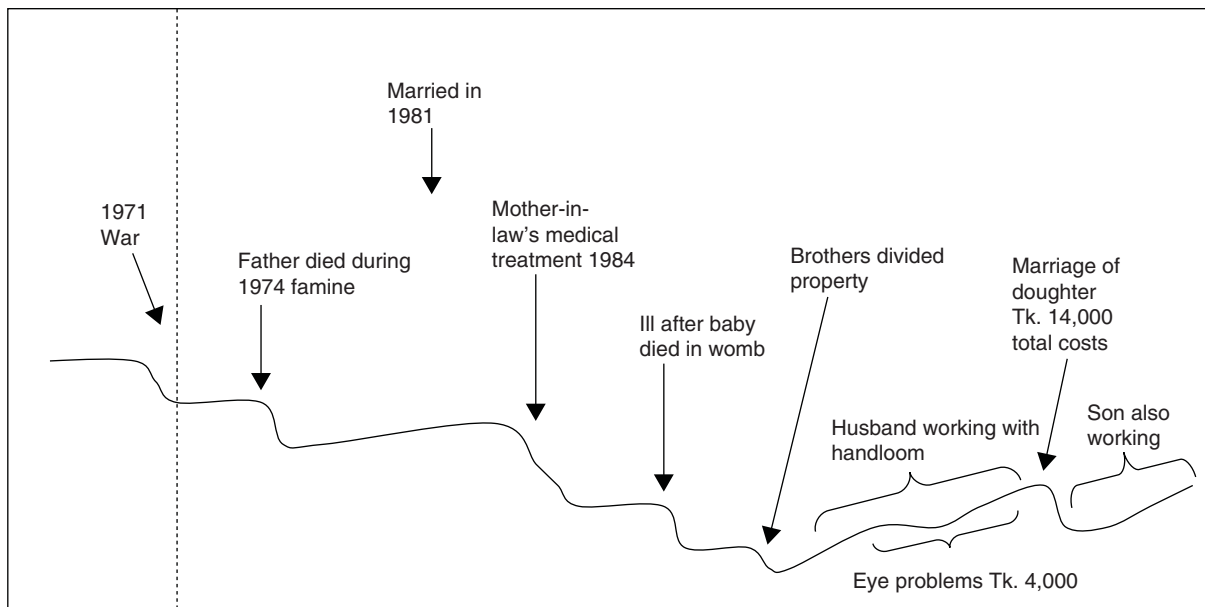 Married in
1981
1971
War
Father died during
1974 famine
Mother-in-
law's medical
treatment 1984
Ill after baby
died in womb
Brothers divided
property
Marriage of
doughter
Tk. 14,000
total costs
Husband working with
handloom
Son also
working
Eye problems Tk. 4,000